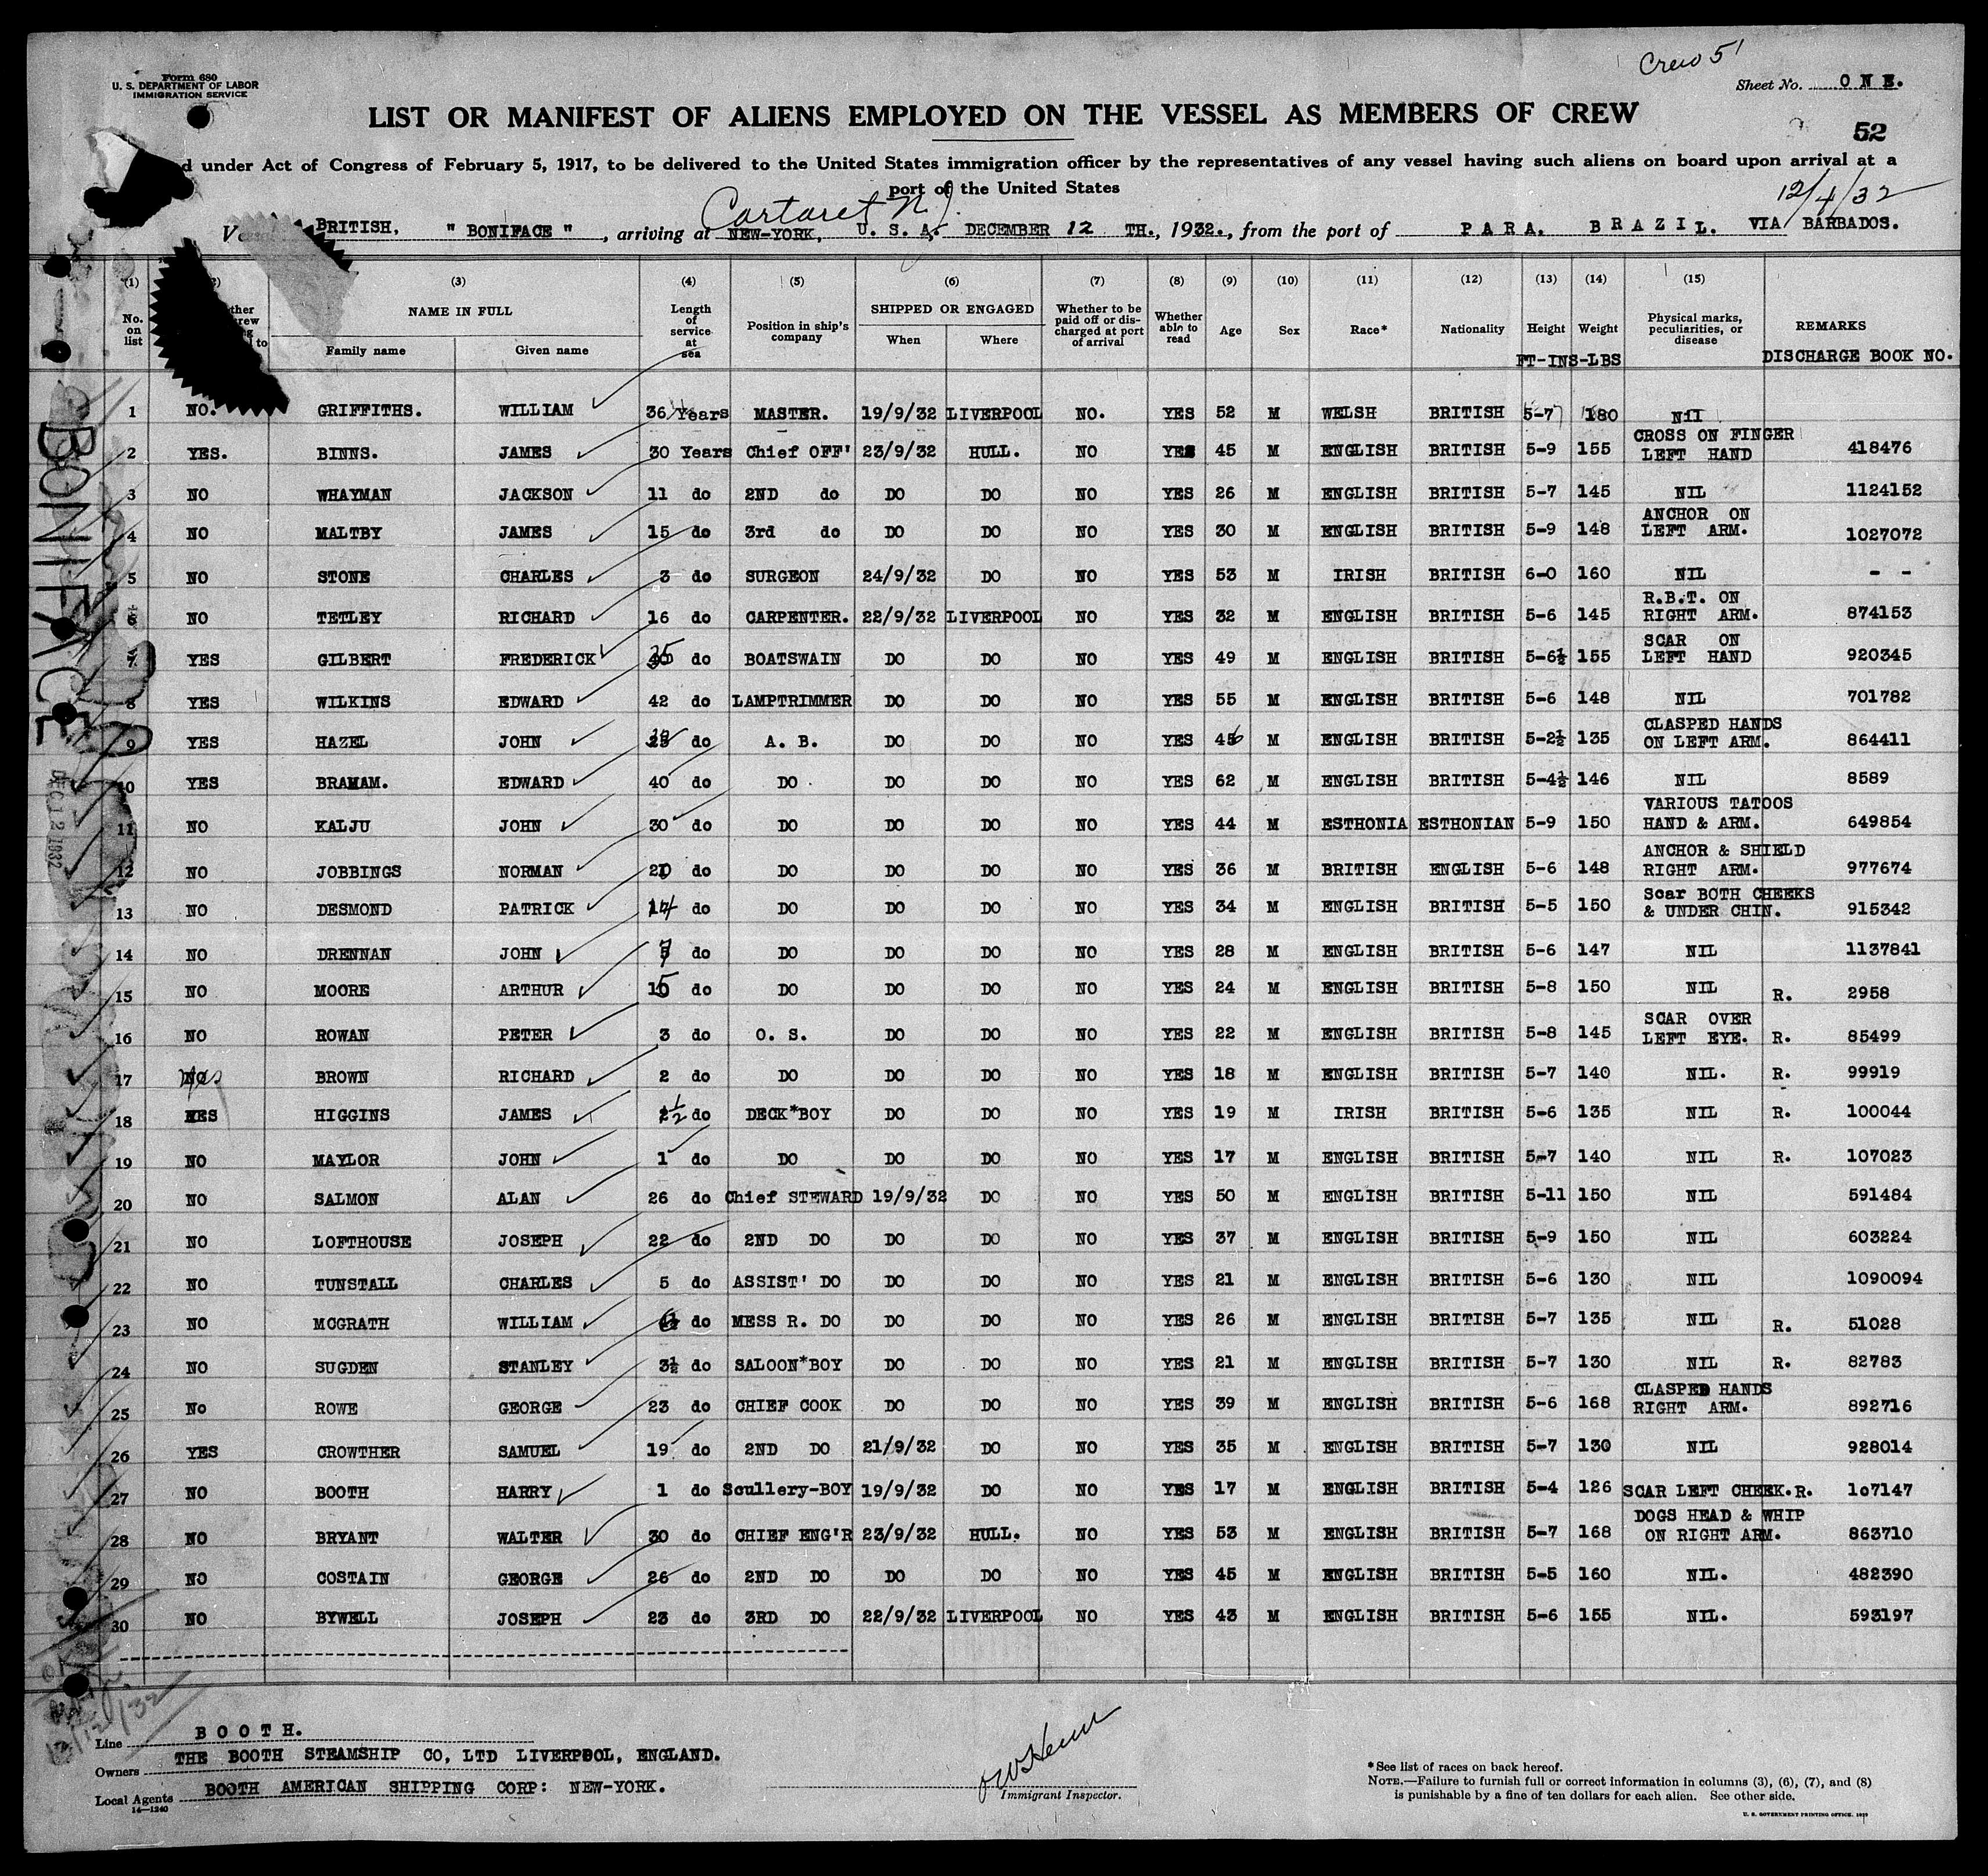 Crew 51
Form 680
U. S. DEPARTMENT OF LABOR
IMMIGRATION SERVICE
Sheet No. ONE.
LIST OR MANIFEST OF ALIENS EMPLOYED ON THE VESSEL AS MEMBERS OF CREW
52
d under Act of Congress of February 5, 1917, to be delivered to the United States immigration officer by the representatives of any vessel having such aliens on board upon arrival at a
port of the United States
12/4/32
Cartaret N.J.
BRITISH, " BONIFACE ", arriving at NEW-YORK, U. S. A, DECEMBER 12 TH., 1932., from the port of PARA. BRAZIL. VIA BARBADOS.
(1) (3) (4) (5) (6) (7) (8) (9) (10) (11) (12) (13) (14) (15)
No. on list NAME IN FULL Family name Given name Length of service at sea Position in ship's company SHIPPED OR ENGAGED When Where Whether to be paid off or discharged at port of arrival Whether able to read Age Sex Race* Nationality Height Weight Physical marks, peculiarities, or disease REMARKS
FT-INS-LBS DISCHARGE BOOK NO.
1 NO. GRIFFITHS. WILLIAM 36 Years MASTER. 19/9/32 LIVERPOOL NO. YES 52 M WELSH BRITISH 5-7 180 Nil
2 YES. BINNS. JAMES 30 Years Chief OFF' 23/9/32 HULL. NO YES 45 M ENGLISH BRITISH 5-9 155 CROSS ON FINGER LEFT HAND 418476
3 NO WHAYMAN JACKSON 11 do 2ND do DO DO NO YES 26 M ENGLISH BRITISH 5-7 145 NIL 1124152
4 NO MALTBY JAMES 15 do 3rd do DO DO NO YES 30 M ENGLISH BRITISH 5-9 148 ANCHOR ON LEFT ARM. 1027072
5 NO STONE CHARLES 3 do SURGEON 24/9/32 DO NO YES 53 M IRISH BRITISH 6-0 160 NIL - -
6 NO TETLEY RICHARD 16 do CARPENTER. 22/9/32 LIVERPOOL NO YES 32 M ENGLISH BRITISH 5-6 145 R.B.T. ON RIGHT ARM. 874153
7 YES GILBERT FREDERICK 35 do BOATSWAIN DO DO NO YES 49 M ENGLISH BRITISH 5-6½ 155 SCAR ON LEFT HAND 920345
8 YES WILKINS EDWARD 42 do LAMPTRIMMER DO DO NO YES 55 M ENGLISH BRITISH 5-6 148 NIL 701782
9 YES HAZEL JOHN do A. B. DO DO NO YES 46 M ENGLISH BRITISH 5-2½ 135 CLASPED HANDS ON LEFT ARM. 864411
10 YES BRAHAM. EDWARD 40 do DO DO DO NO YES 62 M ENGLISH BRITISH 5-4½ 146 NIL 8589
11 NO KALJU JOHN 30 do DO DO DO NO YES 44 M ESTHONIA ESTHONIAN 5-9 150 VARIOUS TATOOS HAND & ARM. 649854
12 NO JOBBINGS NORMAN do DO DO DO NO YES 36 M BRITISH ENGLISH 5-6 148 ANCHOR & SHIELD RIGHT ARM. 977674
13 NO DESMOND PATRICK 14 do DO DO DO NO YES 34 M ENGLISH BRITISH 5-5 150 Scar BOTH CHEEKS & UNDER CHIN. 915342
14 NO DRENNAN JOHN 7 do DO DO DO NO YES 28 M ENGLISH BRITISH 5-6 147 NIL 1137841
15 NO MOORE ARTHUR do DO DO DO NO YES 24 M ENGLISH BRITISH 5-8 150 NIL R. 2958
16 NO ROWAN PETER 3 do O. S. DO DO NO YES 22 M ENGLISH BRITISH 5-8 145 SCAR OVER LEFT EYE. R. 85499
17 Yes BROWN RICHARD 2 do DO DO DO NO YES 18 M ENGLISH BRITISH 5-7 140 NIL. R. 99919
18 YES HIGGINS JAMES ½ do DECK*BOY DO DO NO YES 19 M IRISH BRITISH 5-6 135 NIL R. 100044
19 NO MAYLOR JOHN 1 do DO DO DO NO YES 17 M ENGLISH BRITISH 5-7 140 NIL R. 107023
20 NO SALMON ALAN 26 do Chief STEWARD 19/9/32 DO NO YES 50 M ENGLISH BRITISH 5-11 150 NIL 591484
21 NO LOFTHOUSE JOSEPH 22 do 2ND DO DO DO NO YES 37 M ENGLISH BRITISH 5-9 150 NIL 603224
22 NO TUNSTALL CHARLES 5 do ASSIST' DO DO DO NO YES 21 M ENGLISH BRITISH 5-6 130 NIL 1090094
23 NO MCGRATH WILLIAM 6 do MESS R. DO DO DO NO YES 26 M ENGLISH BRITISH 5-7 135 NIL R. 51028
24 NO SUGDEN STANLEY 3½ do SALOON*BOY DO DO NO YES 21 M ENGLISH BRITISH 5-7 130 NIL R. 82783
25 No ROWE GEORGE 23 do CHIEF COOK DO DO NO YES 39 M ENGLISH BRITISH 5-6 168 CLASPED HANDS RIGHT ARM. 892716
26 YES CROWTHER SAMUEL 19 do 2ND DO 21/9/32 DO NO YES 35 M ENGLISH BRITISH 5-7 130 NIL 928014
27 NO BOOTH HARRY 1 do Scullery-BOY 19/9/32 DO NO YES 17 M ENGLISH BRITISH 5-4 126 SCAR LEFT CHEEK. R. 107147
28 NO BRYANT WALTER 30 do CHIEF ENG'R 23/9/32 HULL. NO YES 53 M ENGLISH BRITISH 5-7 168 DOGS HEAD & WHIP ON RIGHT ARM. 863710
29 NO COSTAIN GEORGE 26 do 2ND DO DO DO NO YES 45 M ENGLISH BRITISH 5-5 160 NIL. 482390
30 NO BYWELL JOSEPH 23 do 3RD DO 22/9/32 LIVERPOOL NO YES 43 M ENGLISH BRITISH 5-6 155 NIL. 593197
BONIFACE
DEC 12 1932
Line BOOTH.
Owners THE BOOTH STEAMSHIP CO, LTD LIVERPOOL, ENGLAND.
Local Agents BOOTH AMERICAN SHIPPING CORP: NEW-YORK.
14—1240
Immigrant Inspector.
*See list of races on back hereof.
NOTE.—Failure to furnish full or correct information in columns (3), (6), (7), and (8)
is punishable by a fine of ten dollars for each alien. See other side.
U. S. GOVERNMENT PRINTING OFFICE. 1929